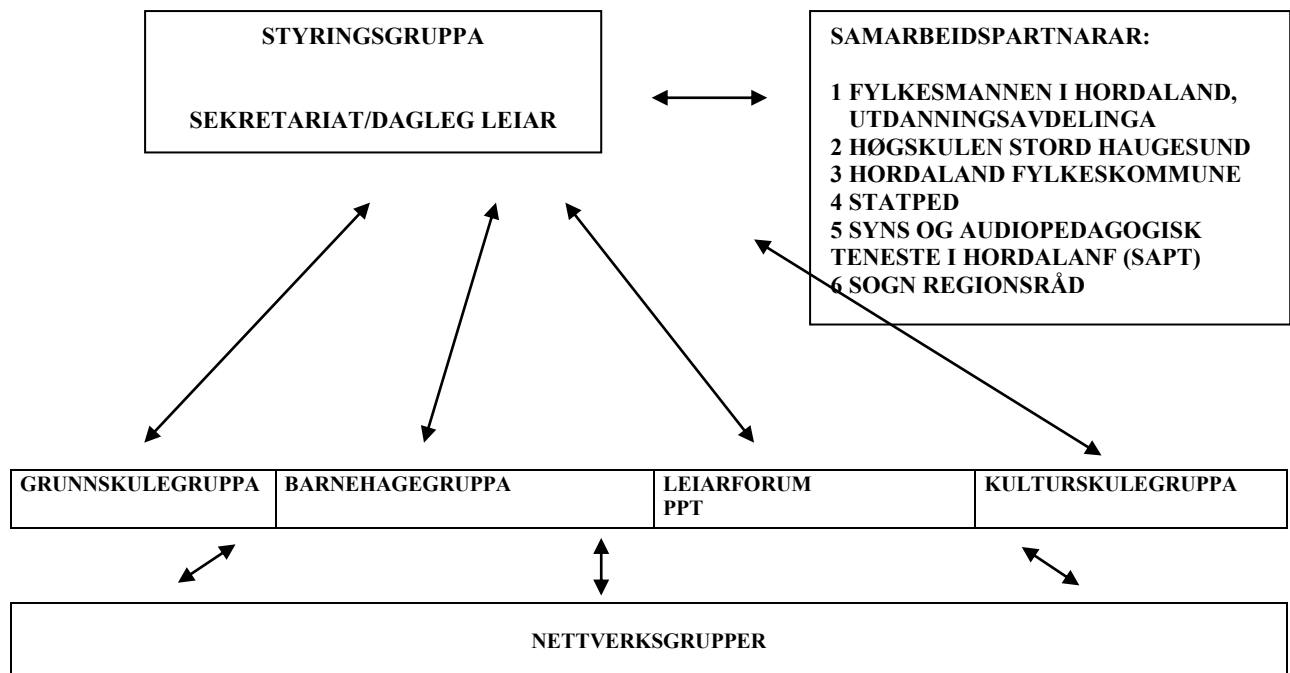 STYRINGSGRUPPA
SEKRETARIAT/DAGLEG LEIAR
SAMARBEIDSPARTNARAR:
1 FYLKESMANNEN I HORDALAND,
UTDANNINGSAVDELINGA
2 HØGSKULEN STORD HAUGESUND
3 HORDALAND FYLKESKOMMUNE
4 STATPED
5 SYNS OG AUDIOPEDAGOGISK
TENESTE I HORDALANF (SAPT)
6 SOGN REGIONSRÅD
GRUNNSKULEGRUPPA
BARNEHAGEGRUPPA
LEIARFORUM
PPT
KULTURSKULEGRUPPA
NETTVERKSGRUPPER